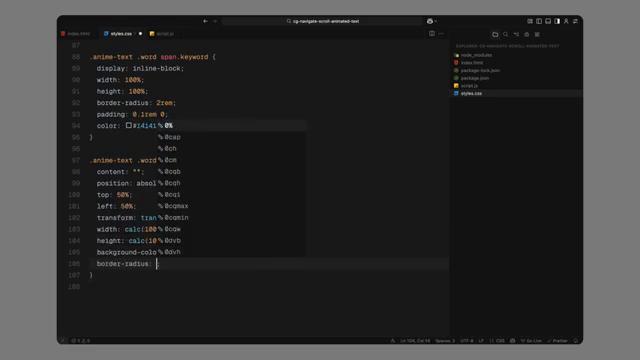 cg-navigate-scroll-animated-text
index.html
styles.css
script.js
87
88 .anime-text .word span.keyword {
89 display: inline-block;
90 width: 100%;
91 height: 100%;
92 border-radius: 2rem;
93 padding: 0.1rem 0;
94 color: #14141
95 }
96
97 .anime-text .word
98 content: "";
99 position: absol
100 top: 50%;
101 left: 50%;
102 transform: tran
103 width: calc(100
104 height: calc(10
105 background-colo
106 border-radius: ;
107 }
108
0%
0cap
0ch
0cm
0cqb
0cqh
0cqi
0cqmax
0cqmin
0cqw
0dvb
0dvh
EXPLORER: CG-NAVIGATE-SCROLL-ANIMATED-TEXT
node_modules
index.html
package-lock.json
package.json
script.js
styles.css
Spaces: 2
UTF-8
LF
CSS
Go Live
Prettier